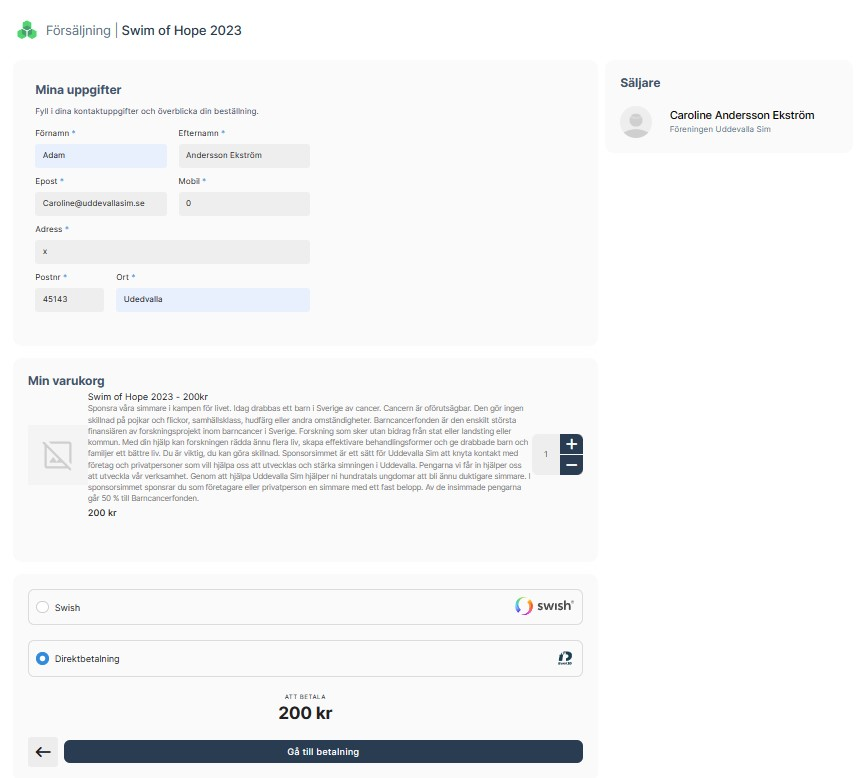 Försäljning | Swim of Hope 2023
Mina uppgifter
Fyll i dina kontaktuppgifter och överblicka din beställning.
Förnamn * Efternamn *
Adam Andersson Ekström
Epost * Mobil *
Caroline@uddevallasim.se 0
Adress *
x
Postnr * Ort *
45143 Udedvalla
Säljare
Caroline Andersson Ekström
Föreningen Uddevalla Sim
Min varukorg
Swim of Hope 2023 - 200kr
Sponsra våra simmare i kampen för livet. Idag drabbas ett barn i Sverige av cancer. Cancern är oförutsägbar. Den gör ingen
skillnad på pojkar och flickor, samhällsklass, hudfärg eller andra omständigheter. Barncancerfonden är den enskilt största
finansiären av forskningsprojekt inom barncancer i Sverige. Forskning som sker utan bidrag från stat eller landsting eller
kommun. Med din hjälp kan forskningen rädda ännu flera liv, skapa effektivare behandlingsformer och ge drabbade barn och
familjer ett bättre liv. Du är viktig, du kan göra skillnad. Sponsorsimmet är ett sätt för Uddevalla Sim att knyta kontakt med
företag och privatpersoner som vill hjälpa oss att utvecklas och stärka simningen i Uddevalla. Pengarna vi får in hjälper oss
att utveckla vår verksamhet. Genom att hjälpa Uddevalla Sim hjälper ni hundratals ungdomar att bli ännu duktigare simmare. I
sponsorsimmet sponsrar du som företagare eller privatperson en simmare med ett fast belopp. Av de insimmade pengarna
går 50 % till Barncancerfonden.
200 kr
1
+
−
Swish swish®
Direktbetalning BankID
ATT BETALA
200 kr
Gå till betalning